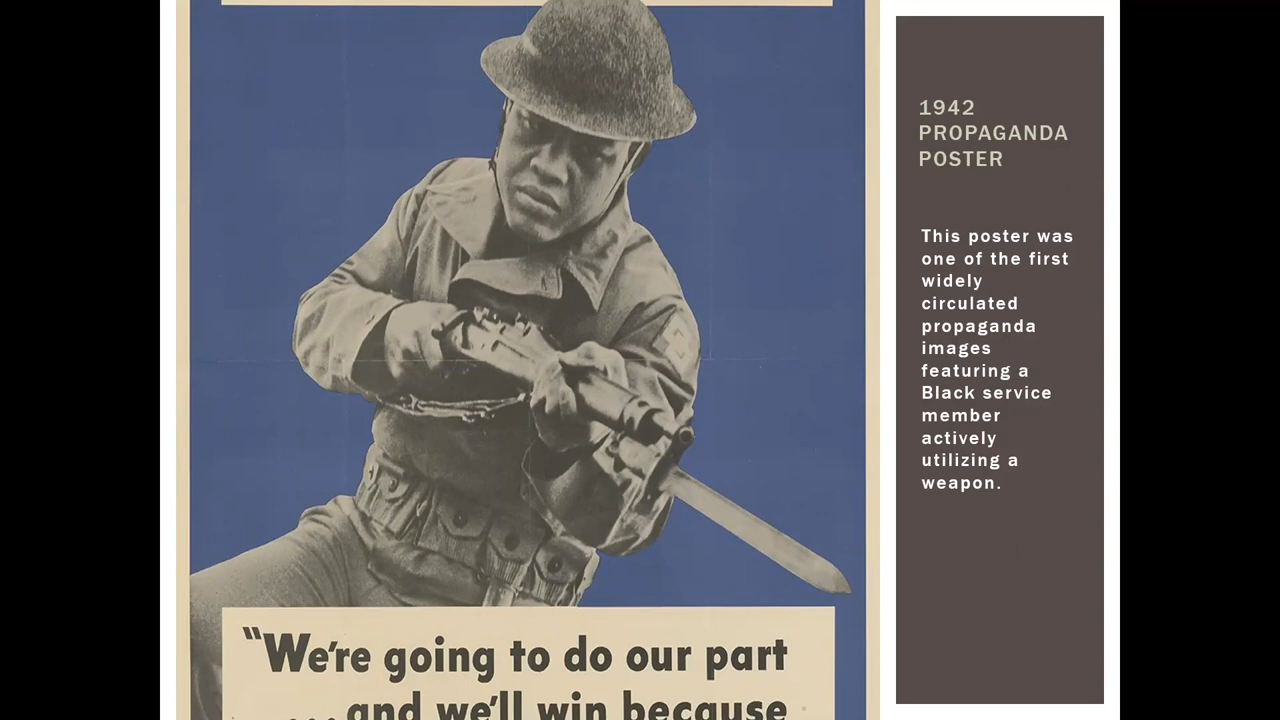 1942
PROPAGANDA
POSTER
This poster was
one of the first
widely
circulated
propaganda
images
featuring a
Black service
member
actively
utilizing a
weapon.
"We're going to do our part
...and we'll win because